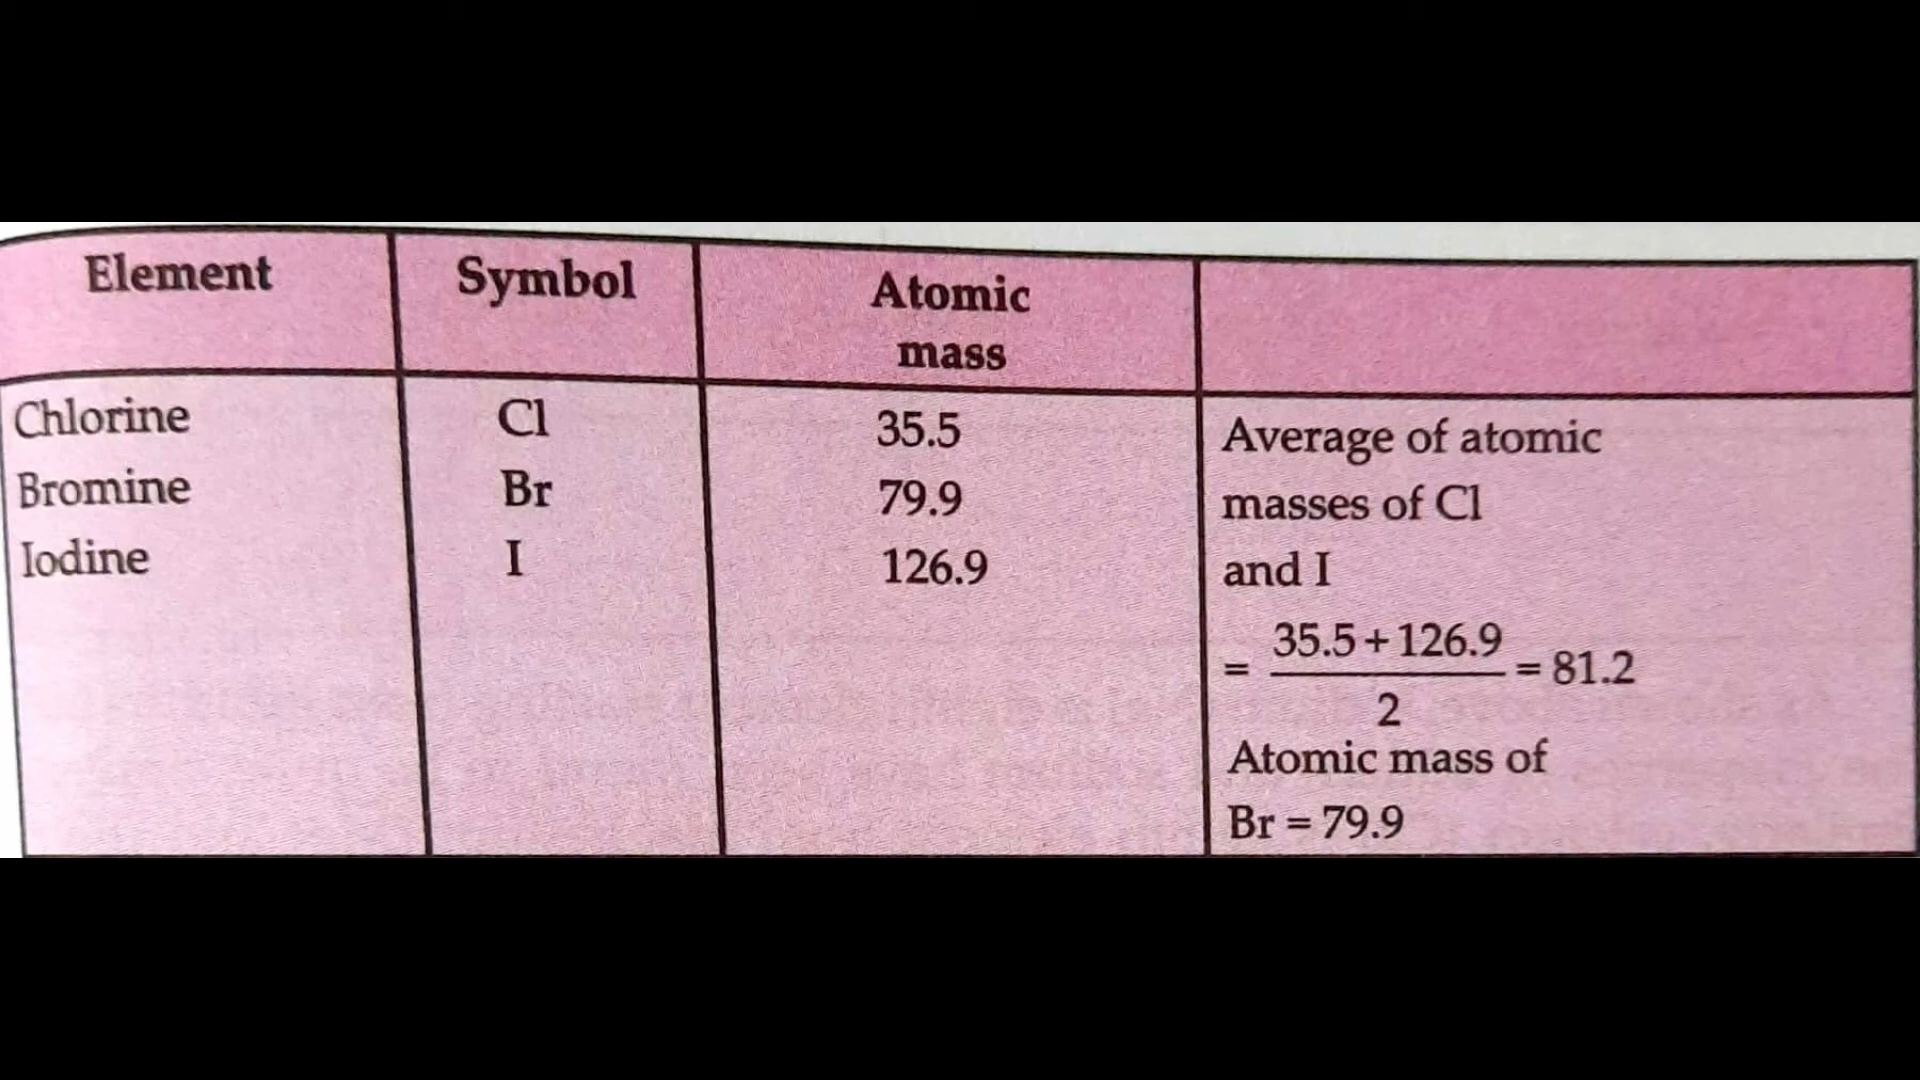 Element Symbol Atomic
mass
Chlorine Cl 35.5 Average of atomic
Bromine Br 79.9 masses of Cl
Iodine I 126.9 and I
= 35.5 + 126.9 / 2 = 81.2
Atomic mass of
Br = 79.9